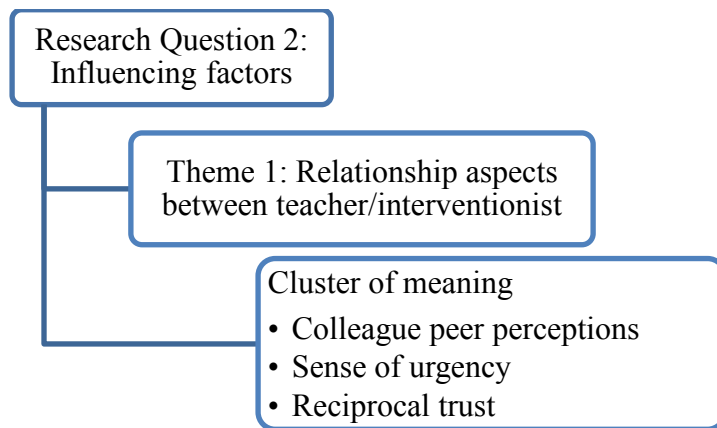 Research Question 2:
Influencing factors
Theme 1: Relationship aspects
between teacher/interventionist
Cluster of meaning
• Colleague peer perceptions
• Sense of urgency
• Reciprocal trust